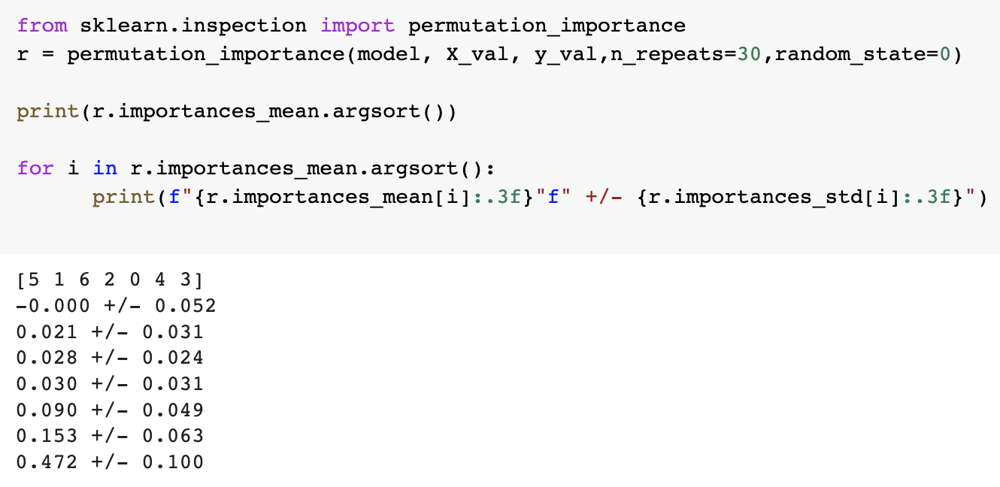 from sklearn.inspection import permutation_importance
r = permutation_importance(model, X_val, y_val,n_repeats=30,random_state=0)
print(r.importances_mean.argsort())
for i in r.importances_mean.argsort():
print(f"{r.importances_mean[i]:.3f}"f" +/- {r.importances_std[i]:.3f}")
[5 1 6 2 0 4 3]
-0.000 +/- 0.052
0.021 +/- 0.031
0.028 +/- 0.024
0.030 +/- 0.031
0.090 +/- 0.049
0.153 +/- 0.063
0.472 +/- 0.100